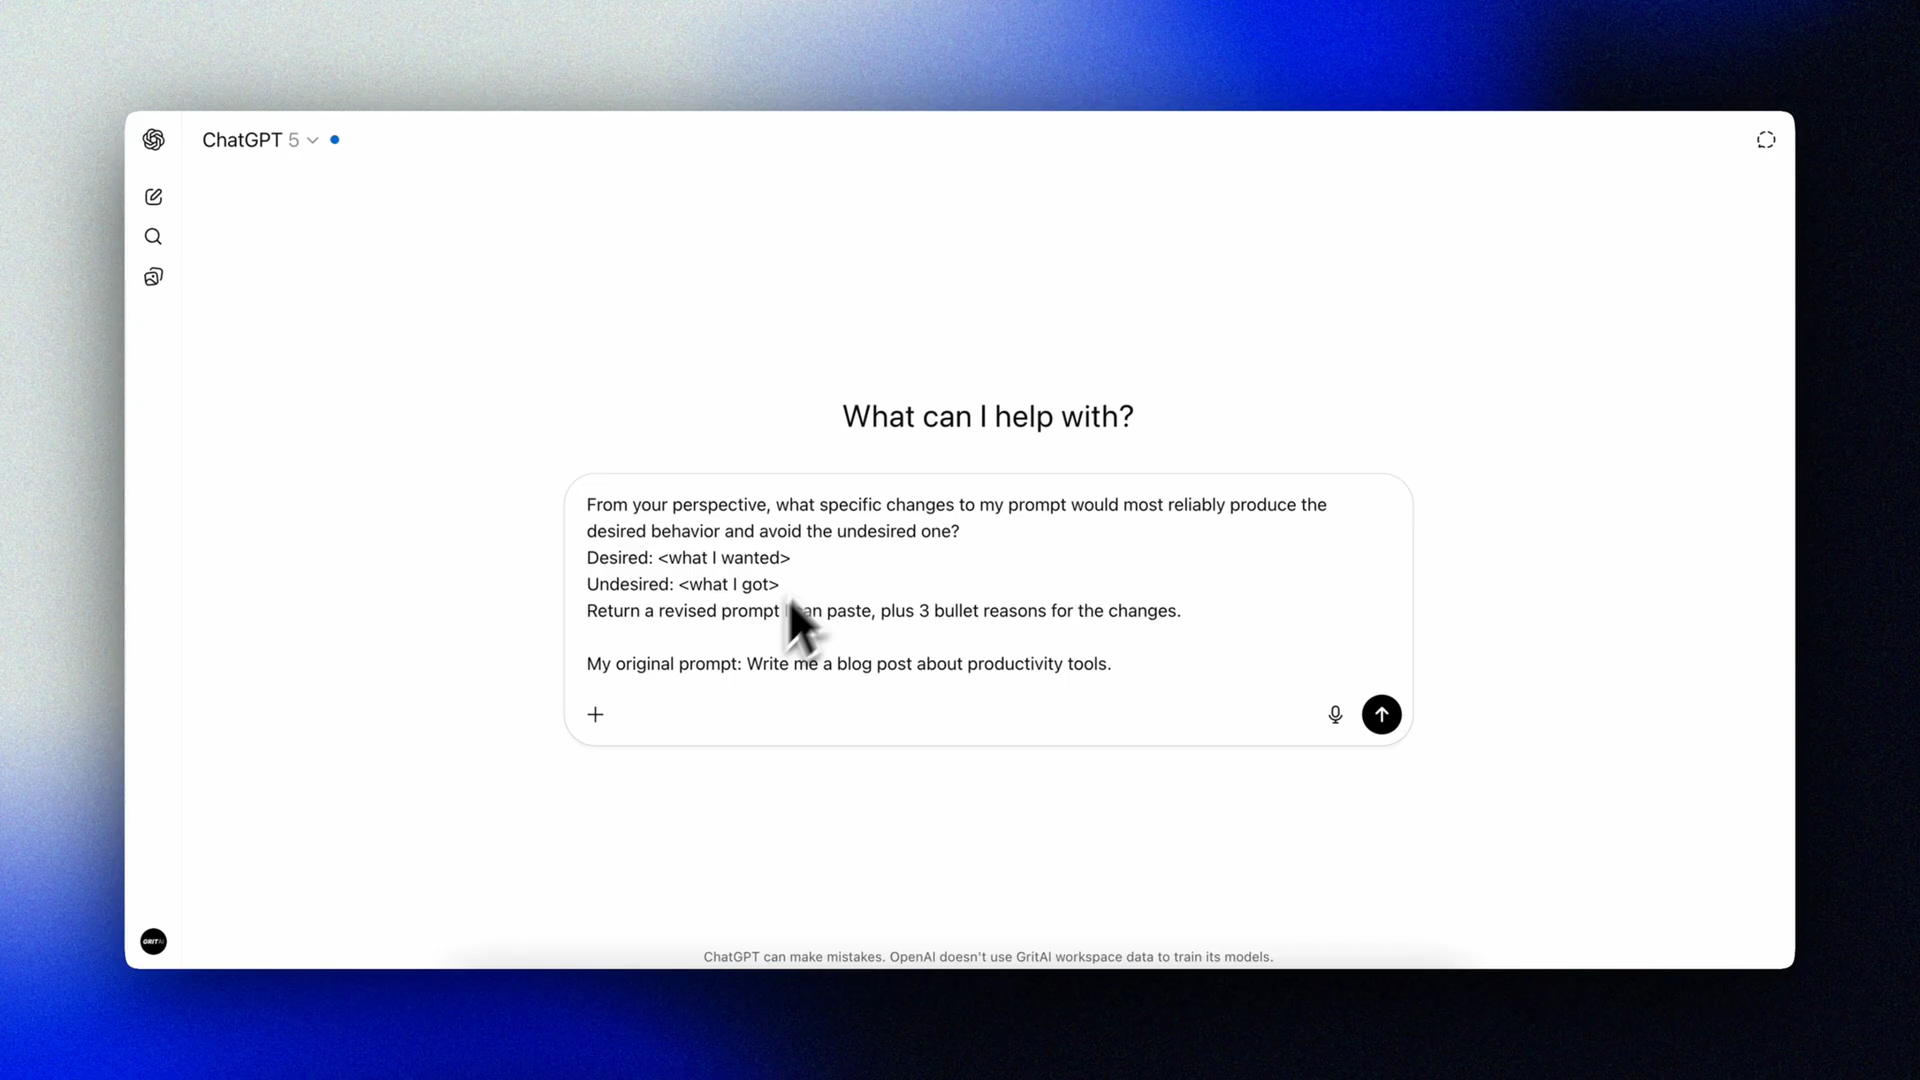 ChatGPT 5
What can I help with?
From your perspective, what specific changes to my prompt would most reliably produce the
desired behavior and avoid the undesired one?
Desired: <what I wanted>
Undesired: <what I got>
Return a revised prompt paste, plus 3 bullet reasons for the changes.
My original prompt: Write me a blog post about productivity tools.
GRITAI
ChatGPT can make mistakes. OpenAI doesn't use GritAI workspace data to train its models.